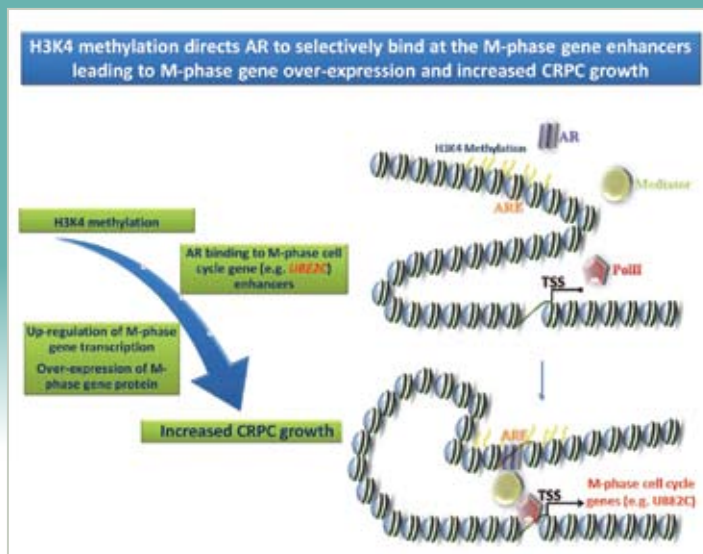 H3K4 methylation directs AR to selectively bind at the M-phase gene enhancers
leading to M-phase gene over-expression and increased CRPC growth
H3K4 methylation
AR binding to M-phase cell
cycle gene (e.g. UBE2C)
enhancers
Up-regulation of M-phase
gene transcription
Over-expression of M-
phase gene protein
Increased CRPC growth
AR
H3K4 Methylation
Mediator
ARE
PolII
TSS
ARE
M-phase cell cycle
genes (e.g. UBE2C)
TSS